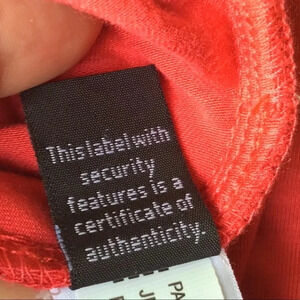 This label with
security
features is a
certificate of
authenticity.